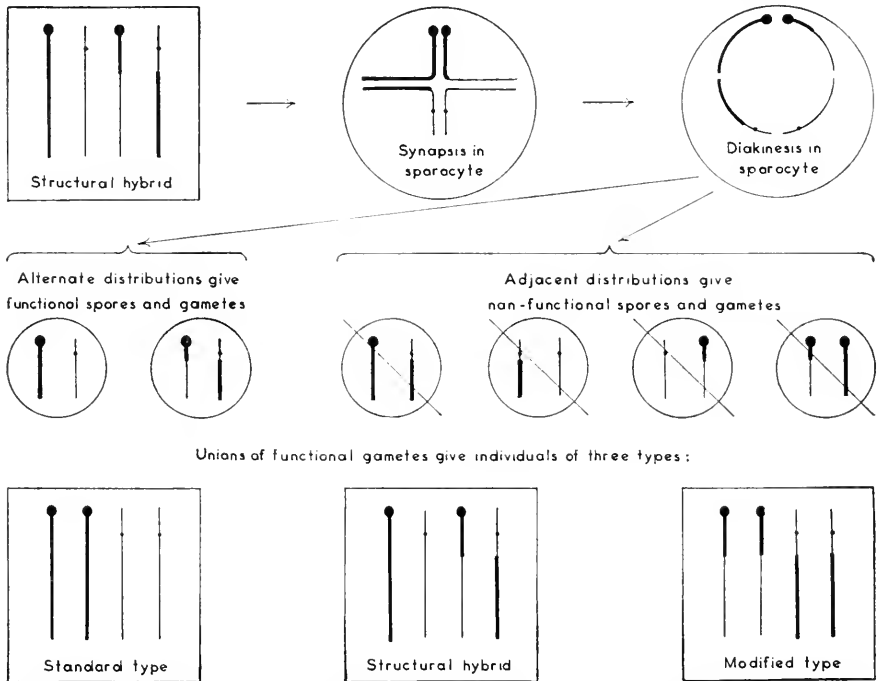 Structural hybrid
Synapsis in
sporocyte
Diakinesis in
sporocyte
Alternate distributions give
functional spores and gametes
Adjacent distributions give
nan-functional spores and gametes
Unions of functional gametes give individuals of three types:
Standard type
Structural hybrid
Modified type